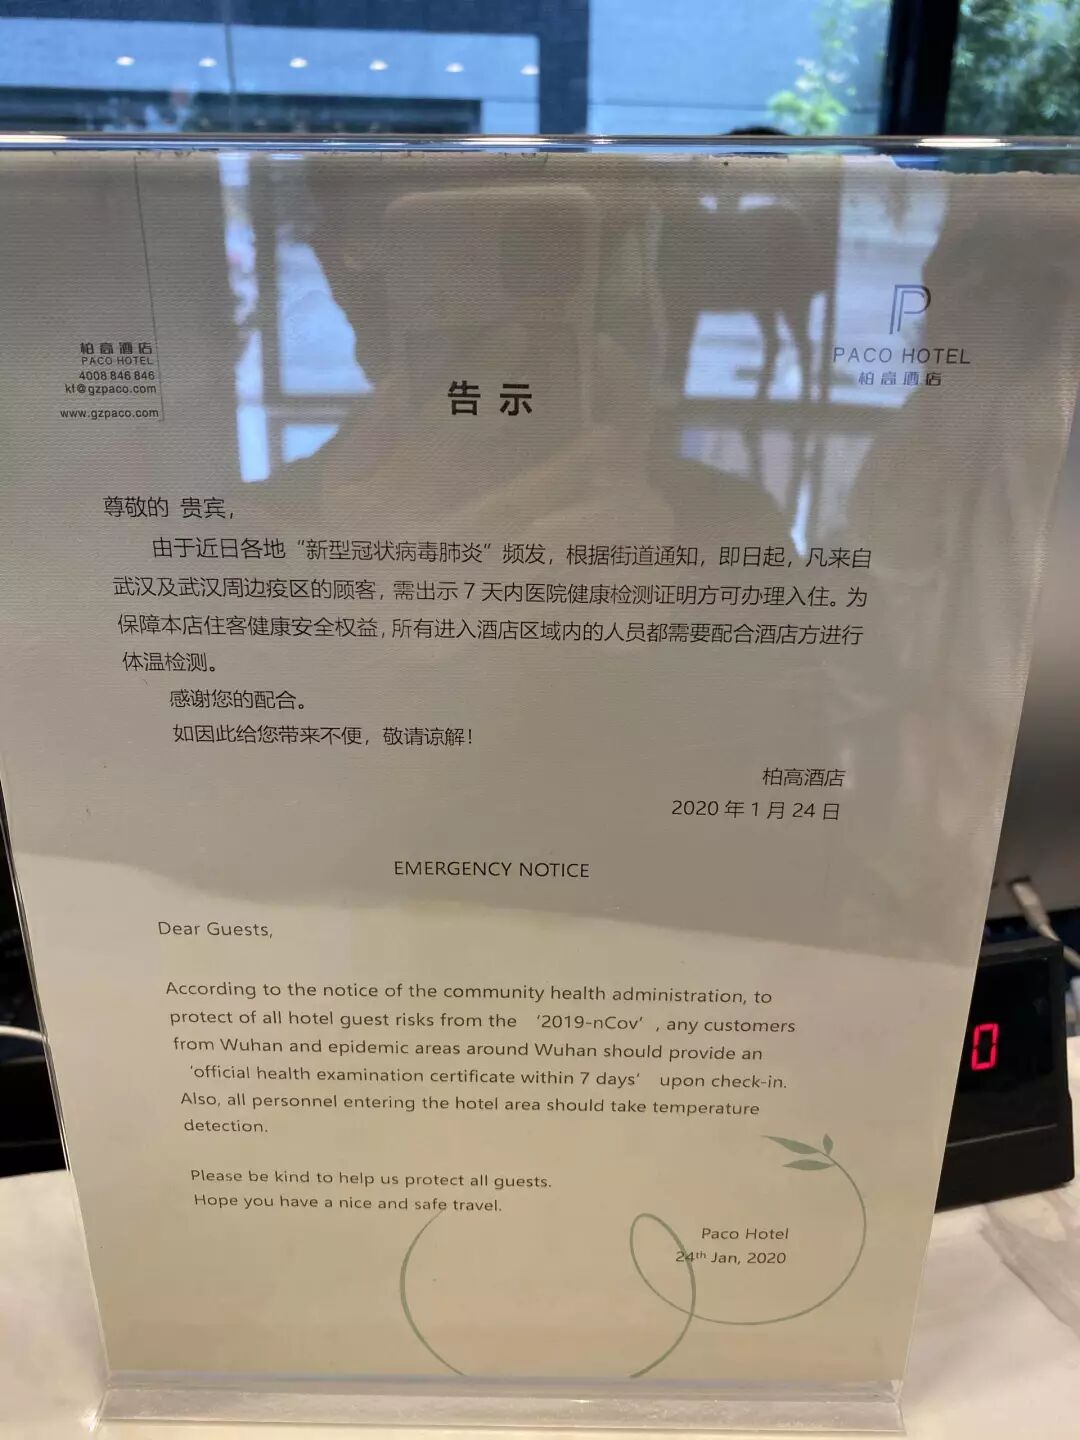 柏高酒店
PACO HOTEL
4008 846 846
kf@gzpaco.com
www.gzpaco.com
PACO HOTEL
柏高酒店
告示
尊敬的 贵宾，
由于近日各地“新型冠状病毒肺炎”频发，根据街道通知，即日起，凡来自
武汉及武汉周边疫区的顾客，需出示 7 天内医院健康检测证明方可办理入住。为
保障本店住客健康安全权益，所有进入酒店区域内的人员都需要配合酒店方进行
体温检测。
感谢您的配合。
如因此给您带来不便，敬请谅解！
柏高酒店
2020 年 1 月 24 日
EMERGENCY NOTICE
Dear Guests,
According to the notice of the community health administration, to
protect of all hotel guest risks from the ‘2019-nCov’, any customers
from Wuhan and epidemic areas around Wuhan should provide an
‘official health examination certificate within 7 days’ upon check-in.
Also, all personnel entering the hotel area should take temperature
detection.
Please be kind to help us protect all guests.
Hope you have a nice and safe travel.
Paco Hotel
24th Jan, 2020
0